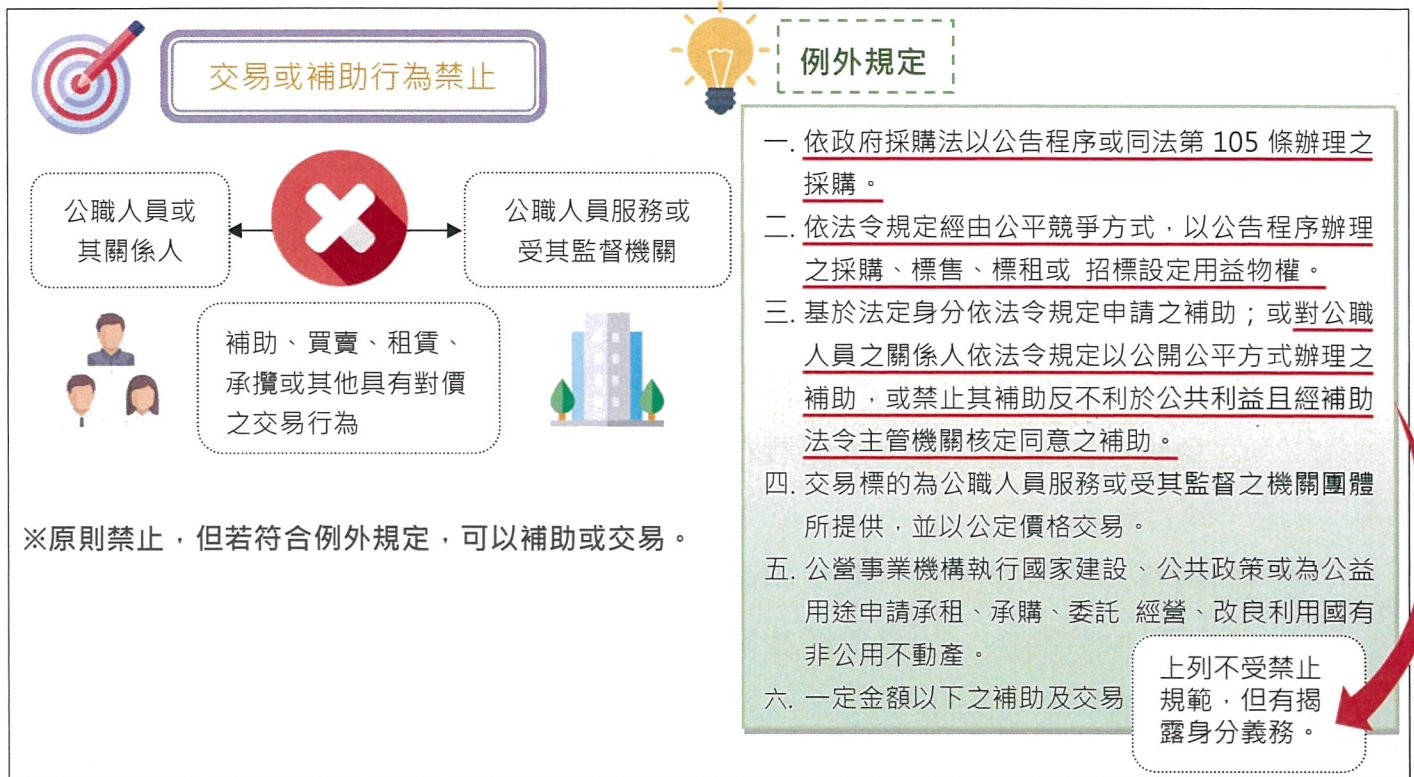 交易或補助行為禁止
公職人員或
其關係人
公職人員服務或
受其監督機關
補助、買賣、租賃、
承攬或其他具有對價
之交易行為
※原則禁止，但若符合例外規定，可以補助或交易。
例外規定
一. 依政府採購法以公告程序或同法第 105 條辦理之
採購。
二. 依法令規定經由公平競爭方式，以公告程序辦理
之採購、標售、標租或 招標設定用益物權。
三. 基於法定身分依法令規定申請之補助；或對公職
人員之關係人依法令規定以公開公平方式辦理之
補助，或禁止其補助反不利於公共利益且經補助
法令主管機關核定同意之補助。
四. 交易標的為公職人員服務或受其監督之機關團體
所提供，並以公定價格交易。
五. 公營事業機構執行國家建設、公共政策或為公益
用途申請承租、承購、委託 經營、改良利用國有
非公用不動產。
六. 一定金額以下之補助及交易
上列不受禁止
規範，但有揭
露身分義務。